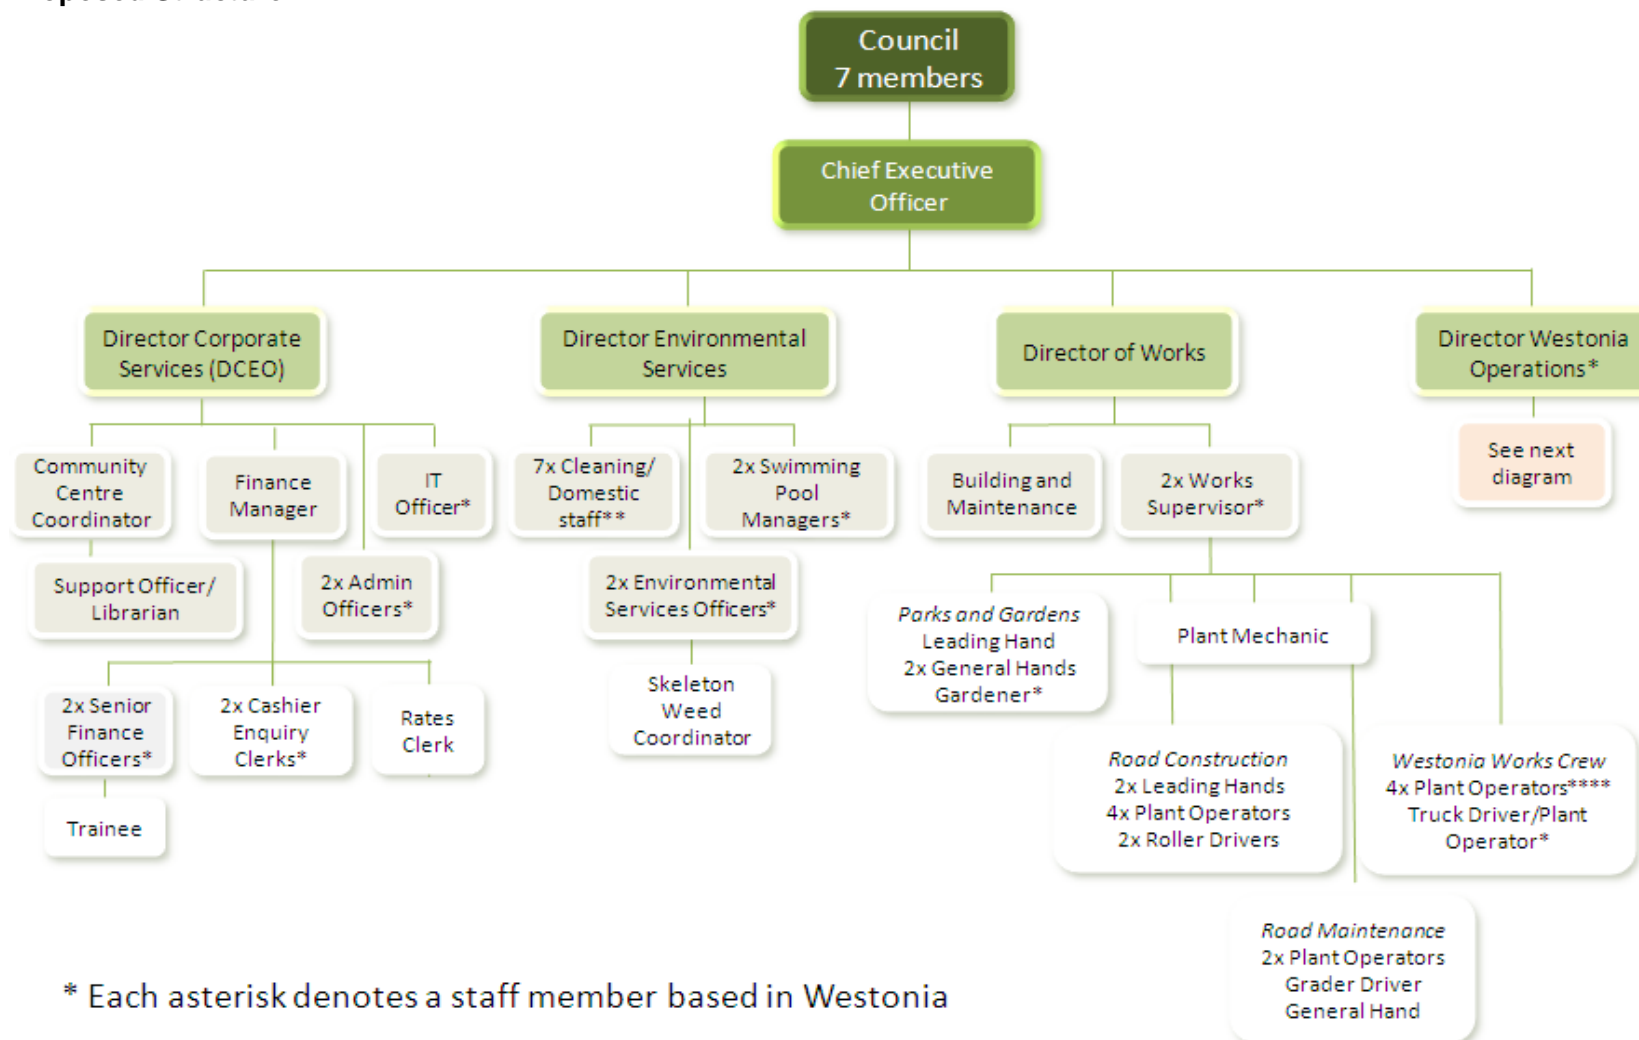 Proposed Structure
Council
7 members
Chief Executive
Officer
Director Corporate
Services (DCEO)
Director Environmental
Services
Director of Works
Director Westonia
Operations*
Community
Centre
Coordinator
Finance
Manager
IT
Officer*
7x Cleaning/
Domestic
staff**
2x Swimming
Pool
Managers*
Building and
Maintenance
2x Works
Supervisor*
See next
diagram
Support Officer/
Librarian
2x Admin
Officers*
2x Environmental
Services Officers*
Parks and Gardens
Leading Hand
2x General Hands
Gardener*
Plant Mechanic
2x Senior
Finance
Officers*
2x Cashier
Enquiry
Clerks*
Rates
Clerk
Skeleton
Weed
Coordinator
Trainee
Road Construction
2x Leading Hands
4x Plant Operators
2x Roller Drivers
Westonia Works Crew
4x Plant Operators****
Truck Driver/Plant
Operator*
Road Maintenance
2x Plant Operators
Grader Driver
General Hand
* Each asterisk denotes a staff member based in Westonia